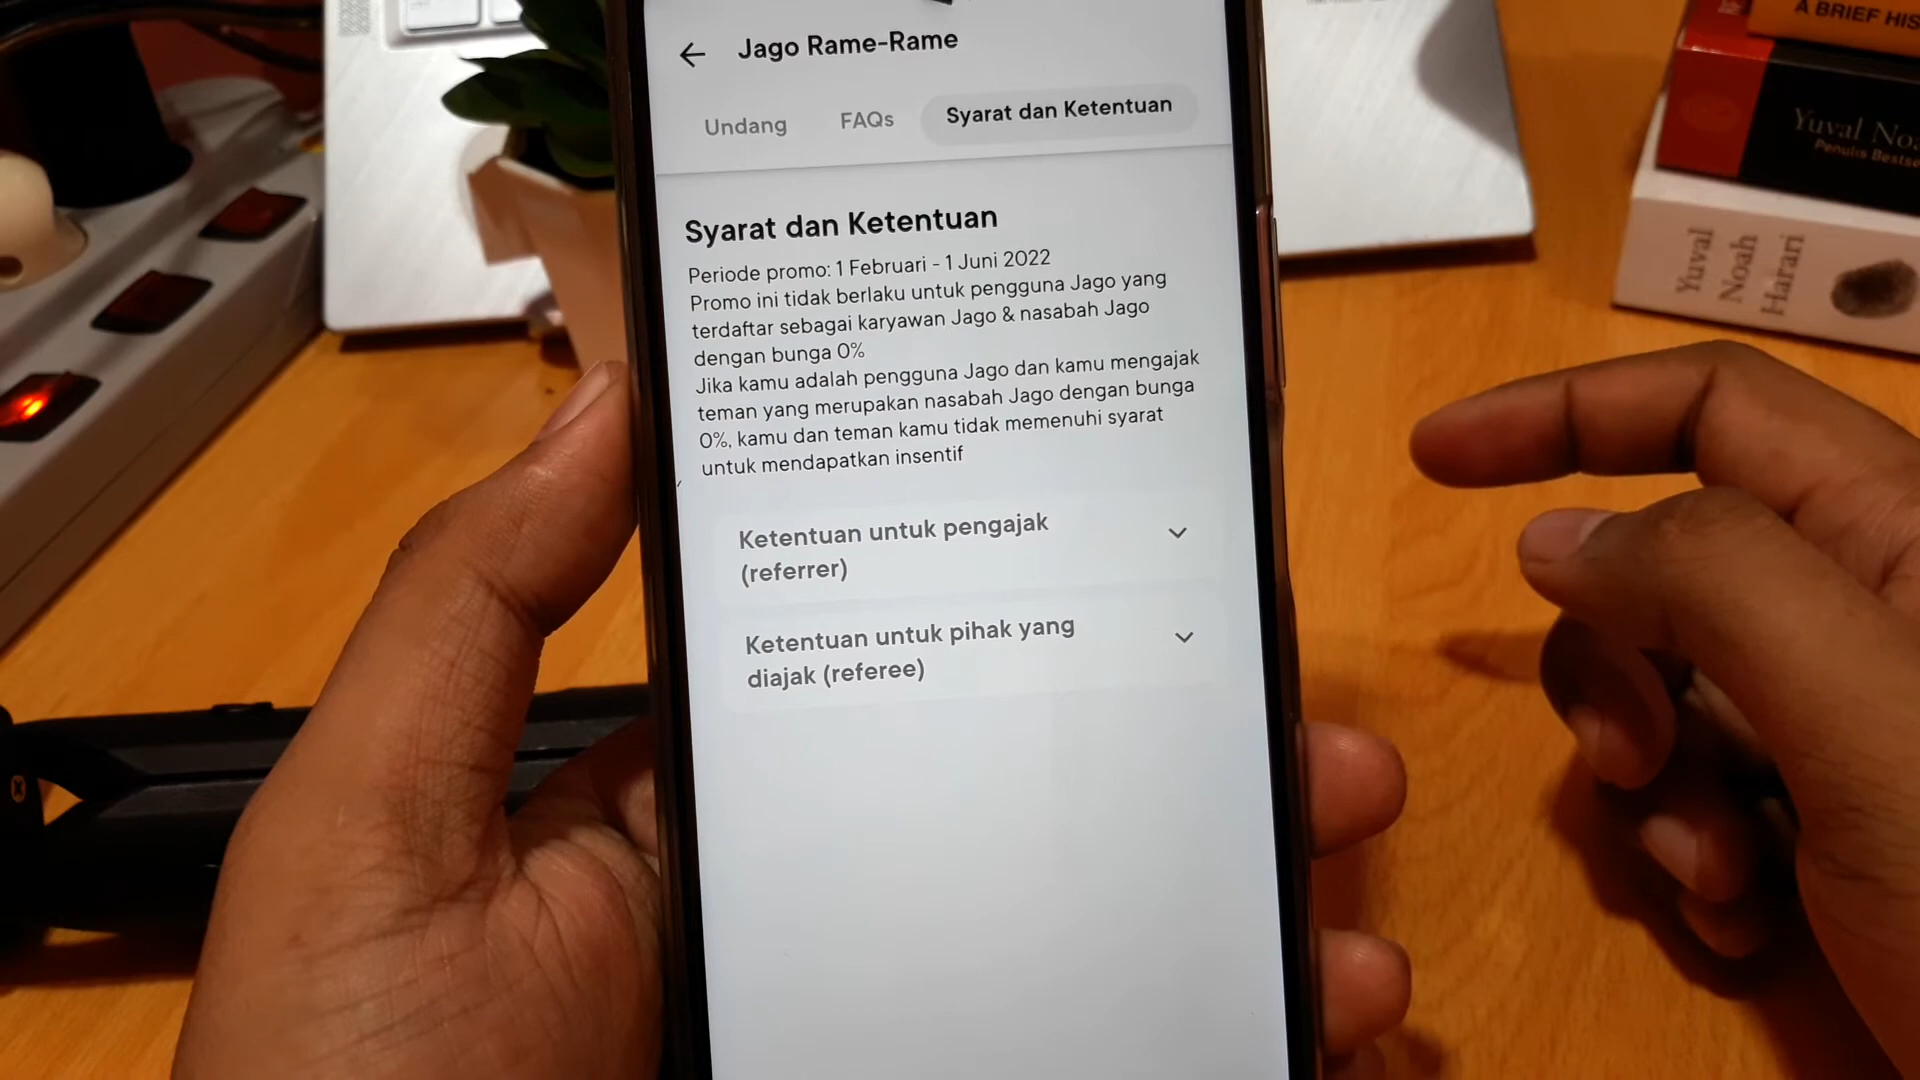 Jago Rame-Rame
Undang
FAQs
Syarat dan Ketentuan
Syarat dan Ketentuan
Periode promo: 1 Februari - 1 Juni 2022
Promo ini tidak berlaku untuk pengguna Jago yang
terdaftar sebagai karyawan Jago & nasabah Jago
dengan bunga 0%
Jika kamu adalah pengguna Jago dan kamu mengajak
teman yang merupakan nasabah Jago dengan bunga
0%, kamu dan teman kamu tidak memenuhi syarat
untuk mendapatkan insentif
Ketentuan untuk pengajak
(referrer)
Ketentuan untuk pihak yang
diajak (referee)
A BRIEF HIS
Yuval Noa
Penulis Bestse
Yuval
Noah
Harari